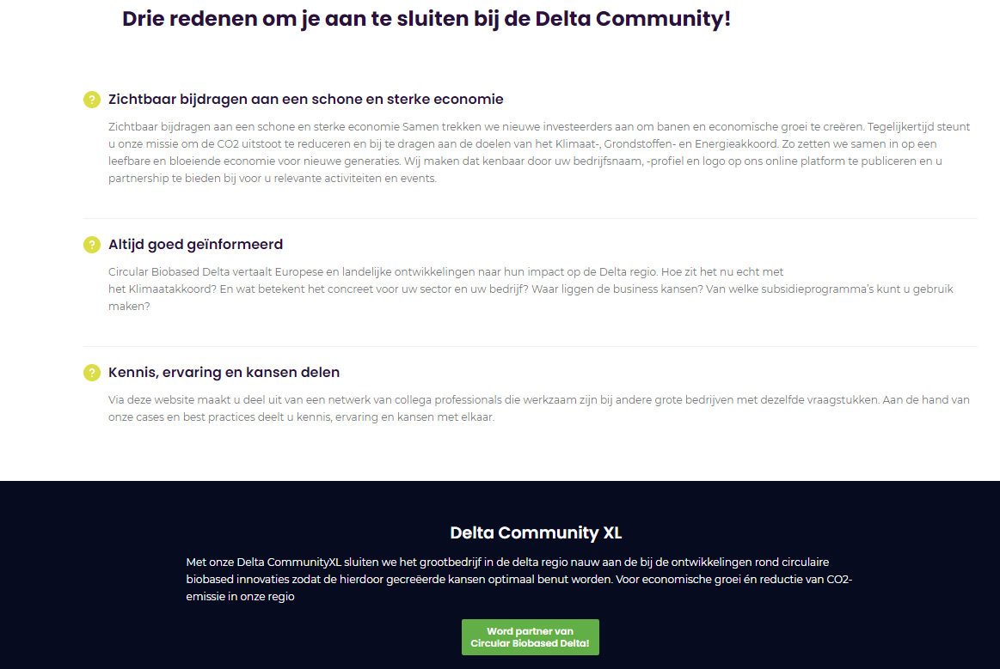 Drie redenen om je aan te sluiten bij de Delta Community!
? Zichtbaar bijdragen aan een schone en sterke economie
Zichtbaar bijdragen aan een schone en sterke economie Samen trekken we nieuwe investeerders aan om banen en economische groei te creëren. Tegelijkertijd steunt
u onze missie om de CO2 uitstoot te reduceren en bij te dragen aan de doelen van het Klimaat-, Grondstoffen- en Energieakkoord. Zo zetten we samen in op een
leefbare en bloeiende economie voor nieuwe generaties. Wij maken dat kenbaar door uw bedrijfsnaam, -profiel en logo op ons online platform te publiceren en u
partnership te bieden bij voor u relevante activiteiten en events.
? Altijd goed geïnformeerd
Circular Biobased Delta vertaalt Europese en landelijke ontwikkelingen naar hun impact op de Delta regio. Hoe zit het nu echt met
het Klimaatakkoord? En wat betekent het concreet voor uw sector en uw bedrijf? Waar liggen de business kansen? Van welke subsidieprogramma's kunt u gebruik
maken?
? Kennis, ervaring en kansen delen
Via deze website maakt u deel uit van een netwerk van collega professionals die werkzaam zijn bij andere grote bedrijven met dezelfde vraagstukken. Aan de hand van
onze cases en best practices deelt u kennis, ervaring en kansen met elkaar.
Delta Community XL
Met onze Delta CommunityXL sluiten we het grootbedrijf in de delta regio nauw aan de bij de ontwikkelingen rond circulaire
biobased innovaties zodat de hierdoor gecreëerde kansen optimaal benut worden. Voor economische groei én reductie van CO2-
emissie in onze regio
Word partner van
Circular Biobased Delta!